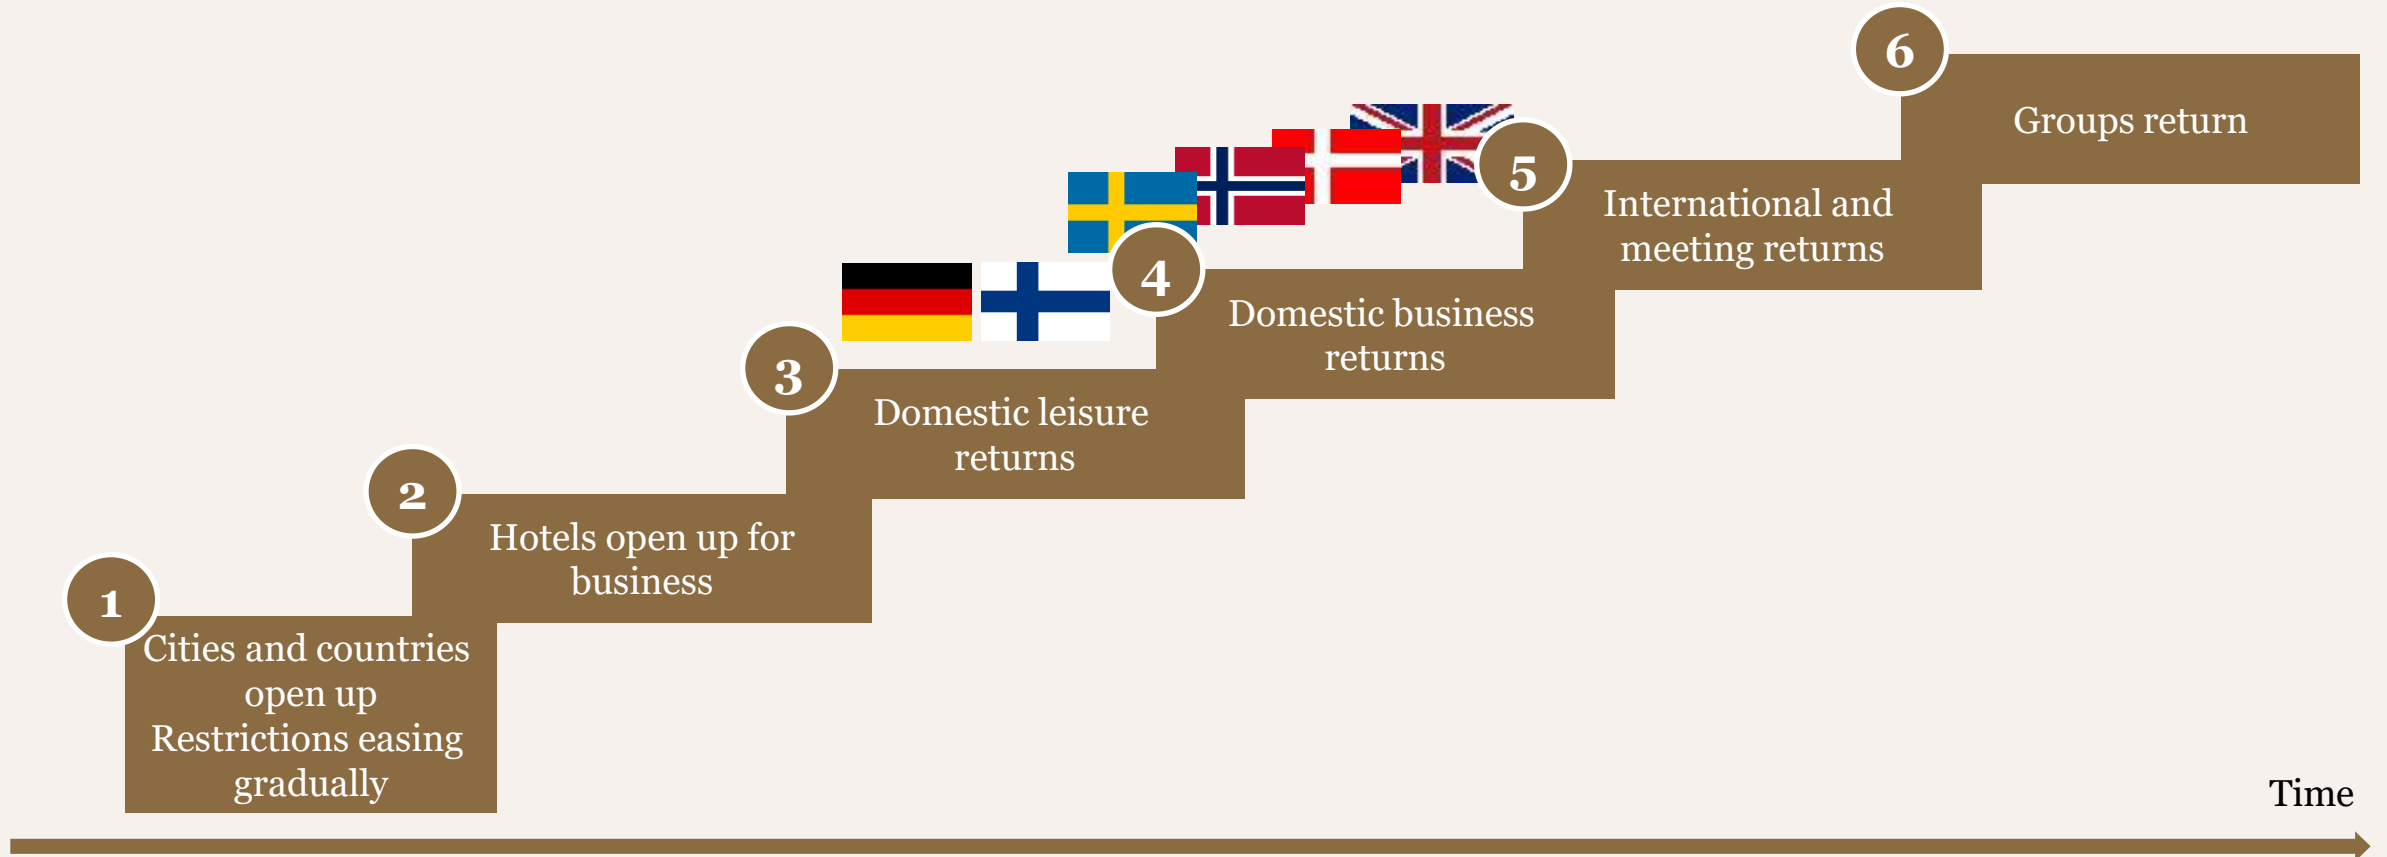 1
Cities and countries
open up
Restrictions easing
gradually
2
Hotels open up for
business
3
Domestic leisure
returns
4
Domestic business
returns
5
International and
meeting returns
6
Groups return
Time